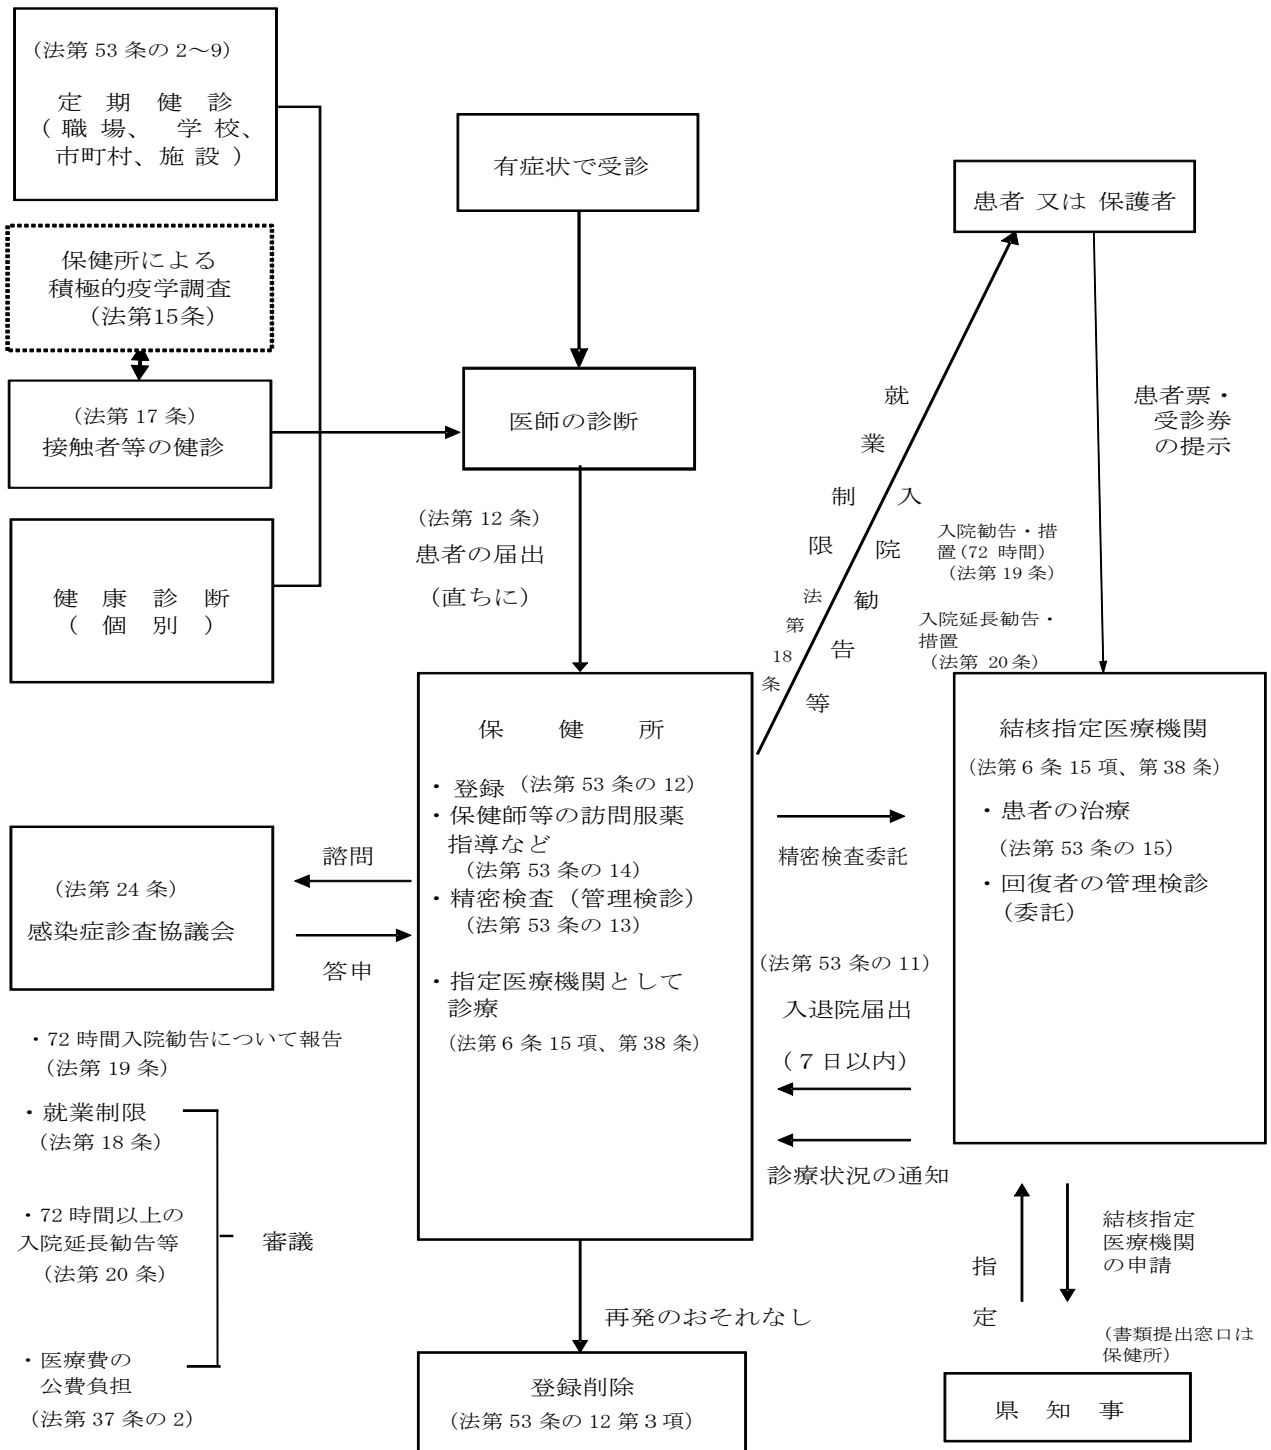 (法第 53 条の 2～9)
定 期 健 診
( 職 場、 学 校、
市町村、施 設 )
保健所による
積極的疫学調査
(法第15条)
(法第 17 条)
接触者等の健診
健 康 診 断
( 個 別 )
有症状で受診
医師の診断
(法第 12 条)
患者の届出
(直ちに)
患者 又は 保護者
就業制限
法第18条
入院勧告等
入院勧告・措
置(72 時間)
(法第 19 条)
入院延長勧告・
措置
(法第 20 条)
患者票・
受診券
の提示
保 健 所
・登録 (法第 53 条の 12)
・保健師等の訪問服薬
指導など
(法第 53 条の 14)
・精密検査 (管理検診)
(法第 53 条の 13)
・指定医療機関として
診療
(法第 6 条 15 項、第 38 条)
精密検査委託
(法第 53 条の 11)
入退院届出
(７日以内)
診療状況の通知
結核指定医療機関
(法第 6 条 15 項、第 38 条)
・患者の治療
(法第 53 条の 15)
・回復者の管理検診
(委託)
諮問
答申
(法第 24 条)
感染症診査協議会
・72 時間入院勧告について報告
(法第 19 条)
・就業制限
(法第 18 条)
・72 時間以上の
入院延長勧告等
(法第 20 条)
・医療費の
公費負担
(法第 37 条の 2)
審議
再発のおそれなし
登録削除
(法第 53 条の 12 第 3 項)
指定
結核指定
医療機関
の申請
(書類提出窓口は
保健所)
県 知 事